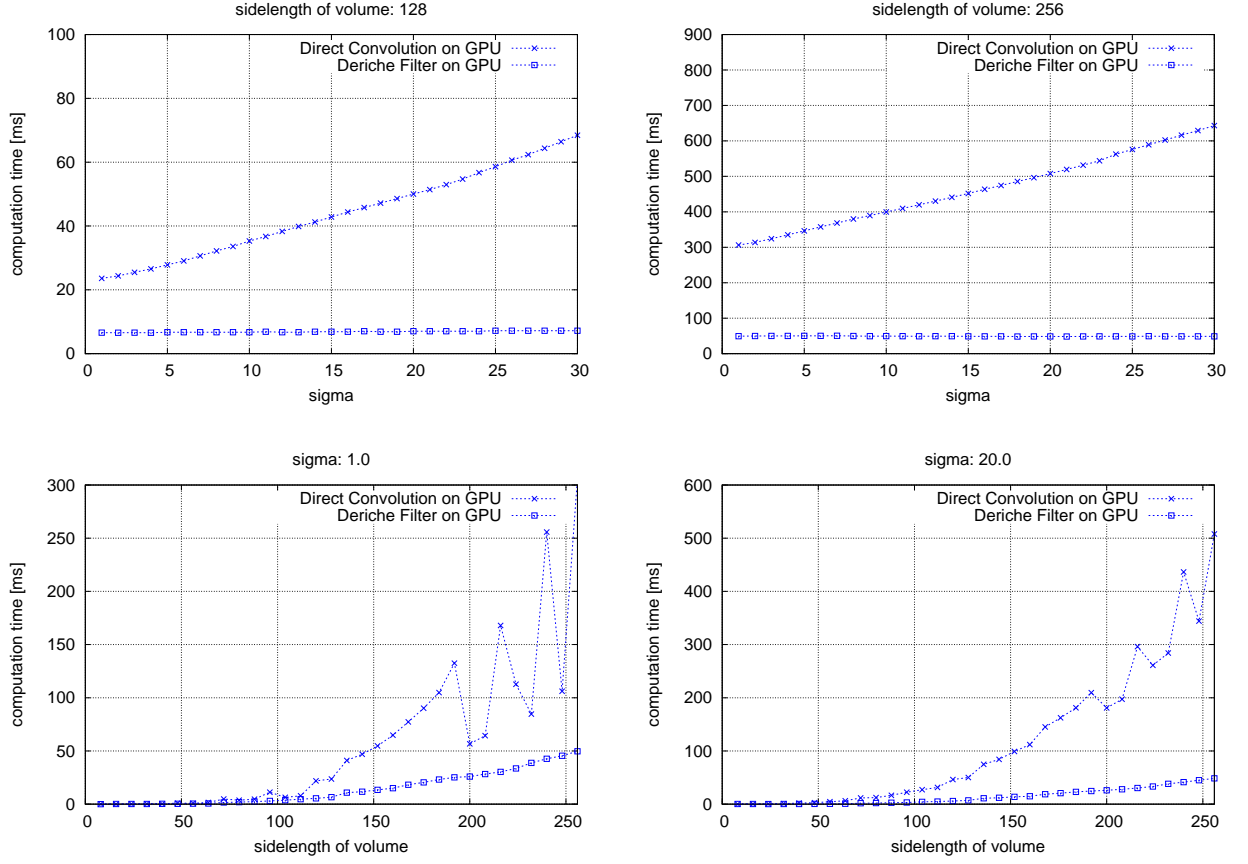 sidelength of volume: 128
Direct Convolution on GPU
Deriche Filter on GPU
computation time [ms]
100
80
60
40
20
0
0 5 10 15 20 25 30
sigma
sidelength of volume: 256
Direct Convolution on GPU
Deriche Filter on GPU
computation time [ms]
900
800
700
600
500
400
300
200
100
0
0 5 10 15 20 25 30
sigma
sigma: 1.0
Direct Convolution on GPU
Deriche Filter on GPU
computation time [ms]
300
250
200
150
100
50
0
0 50 100 150 200 250
sidelength of volume
sigma: 20.0
Direct Convolution on GPU
Deriche Filter on GPU
computation time [ms]
600
500
400
300
200
100
0
0 50 100 150 200 250
sidelength of volume